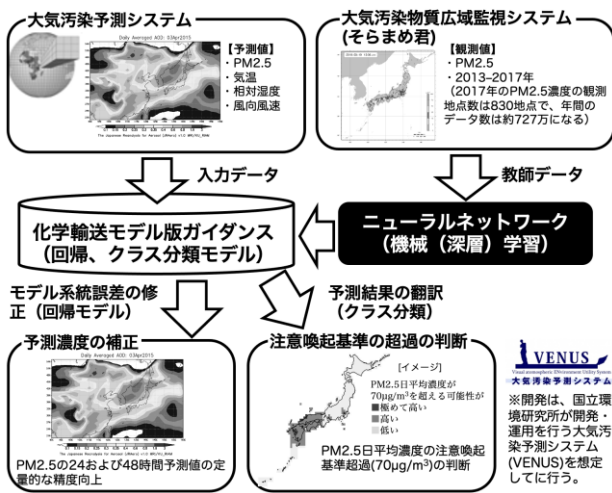 大気汚染予測システム
Daily Averaged AOD: 03Apr2015
【予測値】
・PM2.5
・気温
・相対湿度
・風向風速
大気汚染物質広域監視システム
(そらまめ君)
【観測値】
・PM2.5
・2013–2017年
（2017年のPM2.5濃度の観測
地点数は830地点で、年間の
データ数は約727万になる）
入力データ
教師データ
化学輸送モデル版ガイダンス
（回帰、クラス分類モデル）
ニューラルネットワーク
（機械（深層）学習）
モデル系統誤差の修
正（回帰モデル）
予測結果の翻訳
（クラス分類）
予測濃度の補正
Daily Averaged AOD: 03Apr2015
PM2.5の24および48時間予測値の定
量的な精度向上
注意喚起基準の超過の判断
[イメージ]
PM2.5日平均濃度が
70μg/m³を超える可能性が
極めて高い
高い
低い
PM2.5日平均濃度の注意喚起
基準超過(70μg/m³)の判断
VENUS
大気汚染予測システム
※開発は、国立環
境研究所が開発・
運用を行う大気汚
染予測システム
(VENUS)を想定
してに行う。